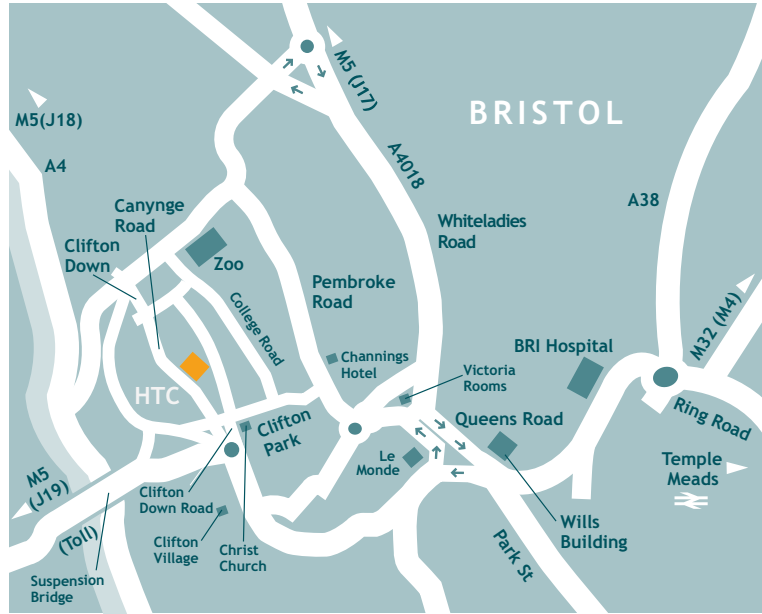 M5 (J17)
M5(J18)
BRISTOL
A4
A4018
A38
Canynge
Road
Whiteladies
Road
Clifton
Down
Zoo
Pembroke
Road
College Road
M32 (M4)
BRI Hospital
Channings
Hotel
Victoria
Rooms
HTC
Clifton
Park
Queens Road
Ring Road
Le
Monde
Temple
Meads
M5
(J19)
Clifton
Down Road
(Toll)
Clifton
Village
Christ
Church
Wills
Building
Park St
Suspension
Bridge